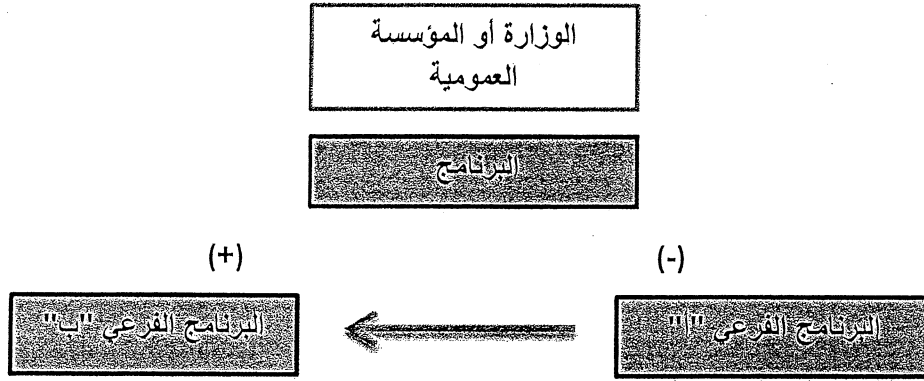 الوزارة أو المؤسسة
العمومية
البرنامج
(-)
(+)
البرنامج الفرعي "أ"
البرنامج الفرعي "ب"